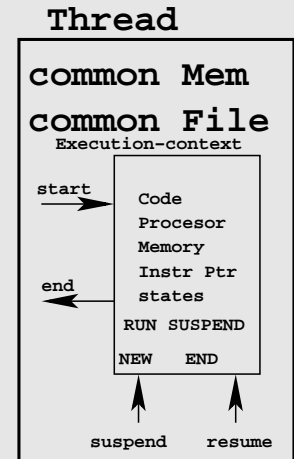 Thread
common Mem
common File
Execution-context
start
Code
Procesor
Memory
Instr Ptr
end
states
RUN SUSPEND
NEW END
suspend resume